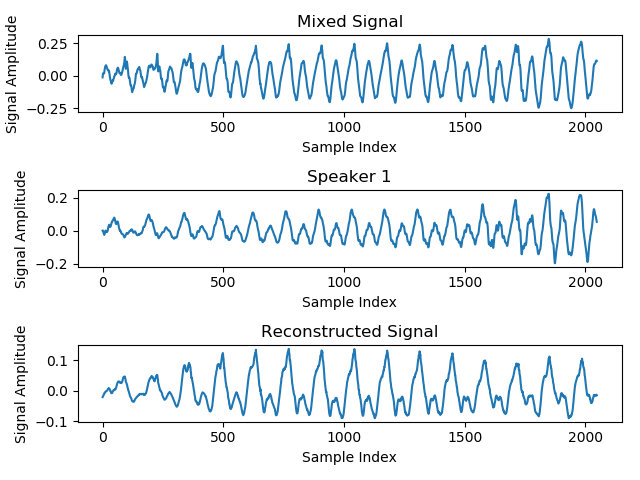 Mixed Signal
Signal Amplitude
0.25
0.00
−0.25
0
500
1000
1500
2000
Sample Index
Speaker 1
Signal Amplitude
0.2
0.0
−0.2
0
500
1000
1500
2000
Sample Index
Reconstructed Signal
Signal Amplitude
0.1
0.0
−0.1
0
500
1000
1500
2000
Sample Index